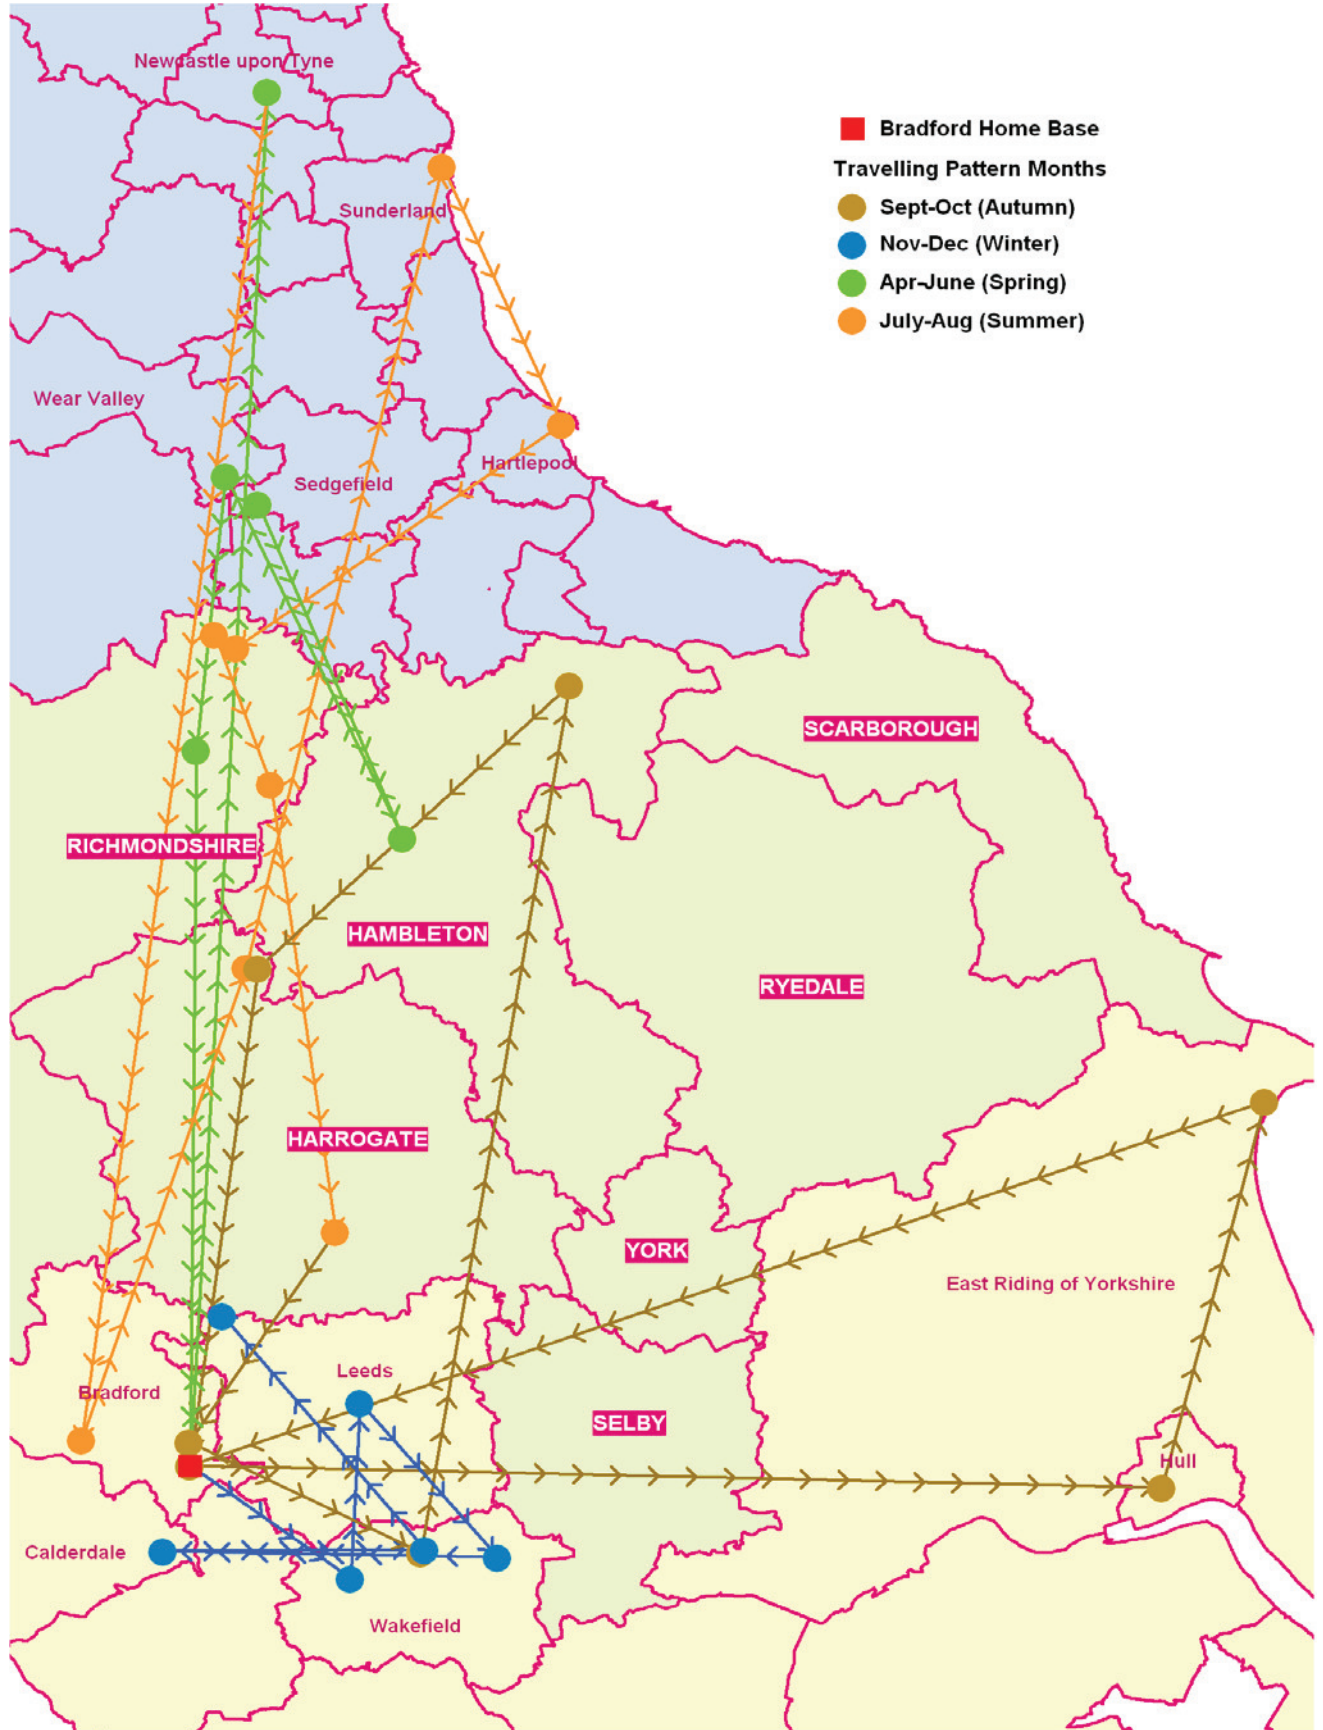 Newcastle upon Tyne
Bradford Home Base
Travelling Pattern Months
Sept-Oct (Autumn)
Nov-Dec (Winter)
Apr-June (Spring)
July-Aug (Summer)
Sunderland
Wear Valley
Hartlepool
Sedgefield
SCARBOROUGH
RICHMONDSHIRE
HAMBLETON
RYEDALE
HARROGATE
YORK
East Riding of Yorkshire
Leeds
Bradford
SELBY
Hull
Calderdale
Wakefield